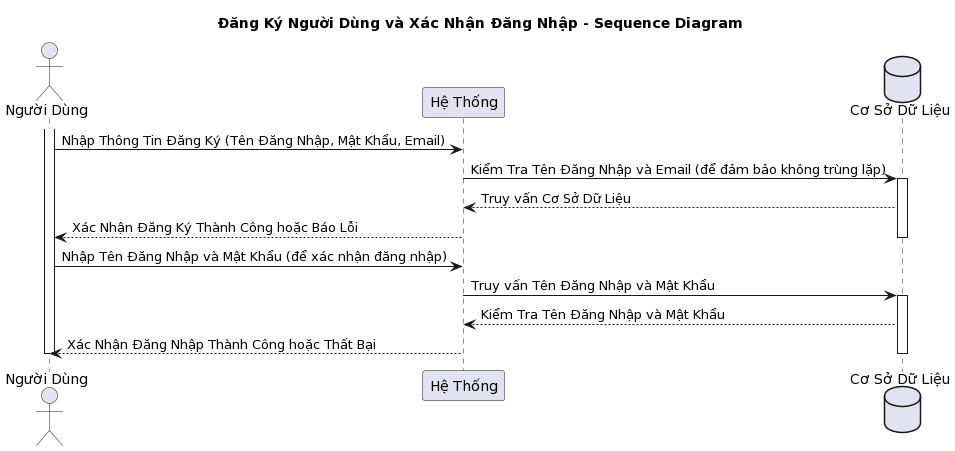 Đăng Ký Người Dùng và Xác Nhận Đăng Nhập - Sequence Diagram
Người Dùng
Hệ Thống
Cơ Sở Dữ Liệu
Nhập Thông Tin Đăng Ký (Tên Đăng Nhập, Mật Khẩu, Email)
Kiểm Tra Tên Đăng Nhập và Email (để đảm bảo không trùng lặp)
Truy vấn Cơ Sở Dữ Liệu
Xác Nhận Đăng Ký Thành Công hoặc Báo Lỗi
Nhập Tên Đăng Nhập và Mật Khẩu (để xác nhận đăng nhập)
Truy vấn Tên Đăng Nhập và Mật Khẩu
Kiểm Tra Tên Đăng Nhập và Mật Khẩu
Xác Nhận Đăng Nhập Thành Công hoặc Thất Bại
Người Dùng
Hệ Thống
Cơ Sở Dữ Liệu